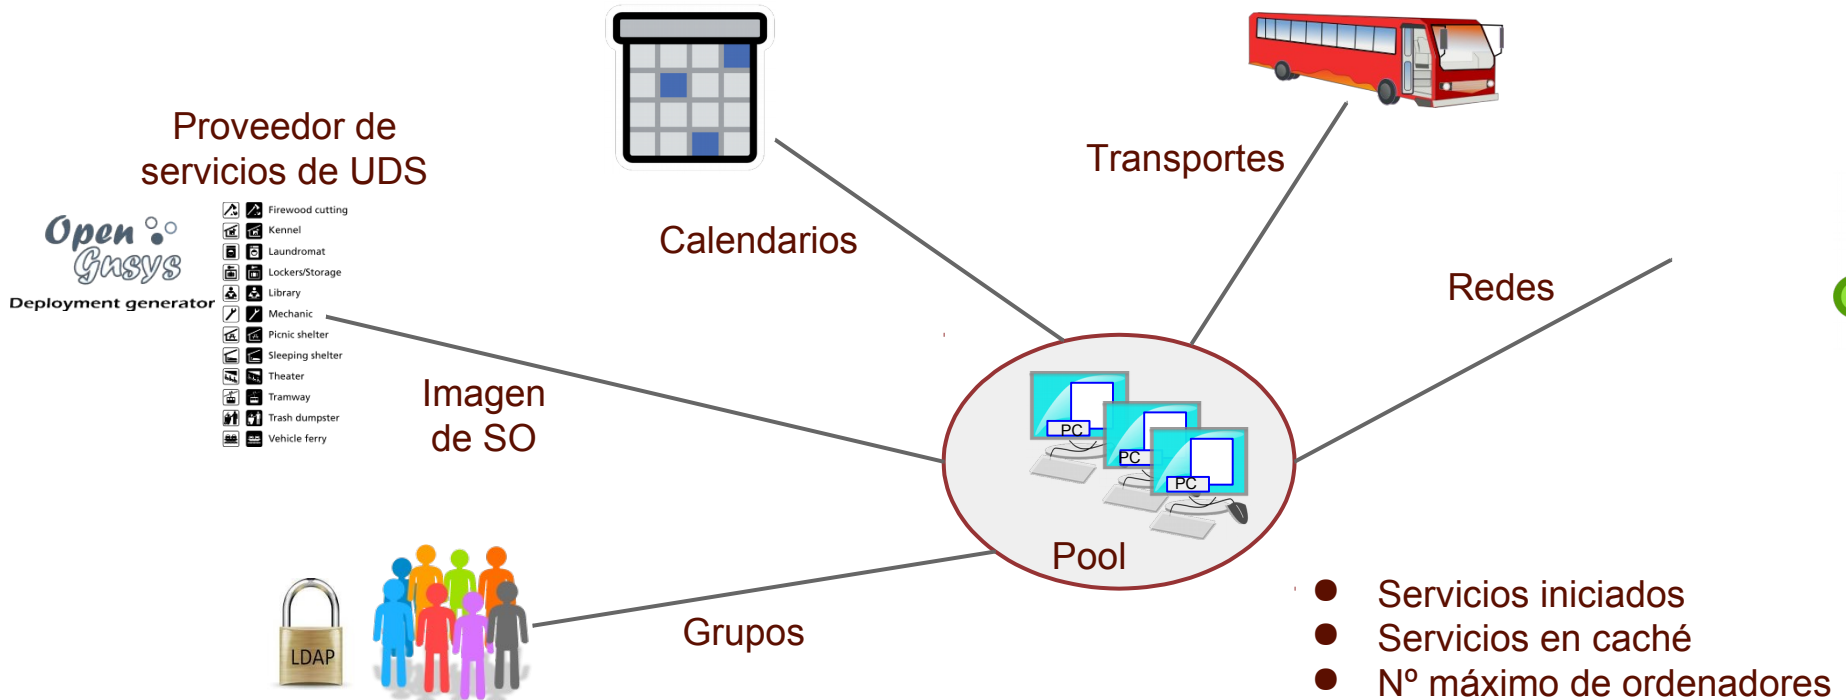 Proveedor de
servicios de UDS
Open
Gnsys
Deployment generator
Firewood cutting
Kennel
Laundromat
Lockers/Storage
Library
Mechanic
Picnic shelter
Sleeping shelter
Theater
Tramway
Trash dumpster
Vehicle ferry
Calendarios
Transportes
Redes
Imagen
de SO
PC
PC
PC
Pool
LDAP
Grupos
Servicios iniciados
Servicios en caché
Nº máximo de ordenadores